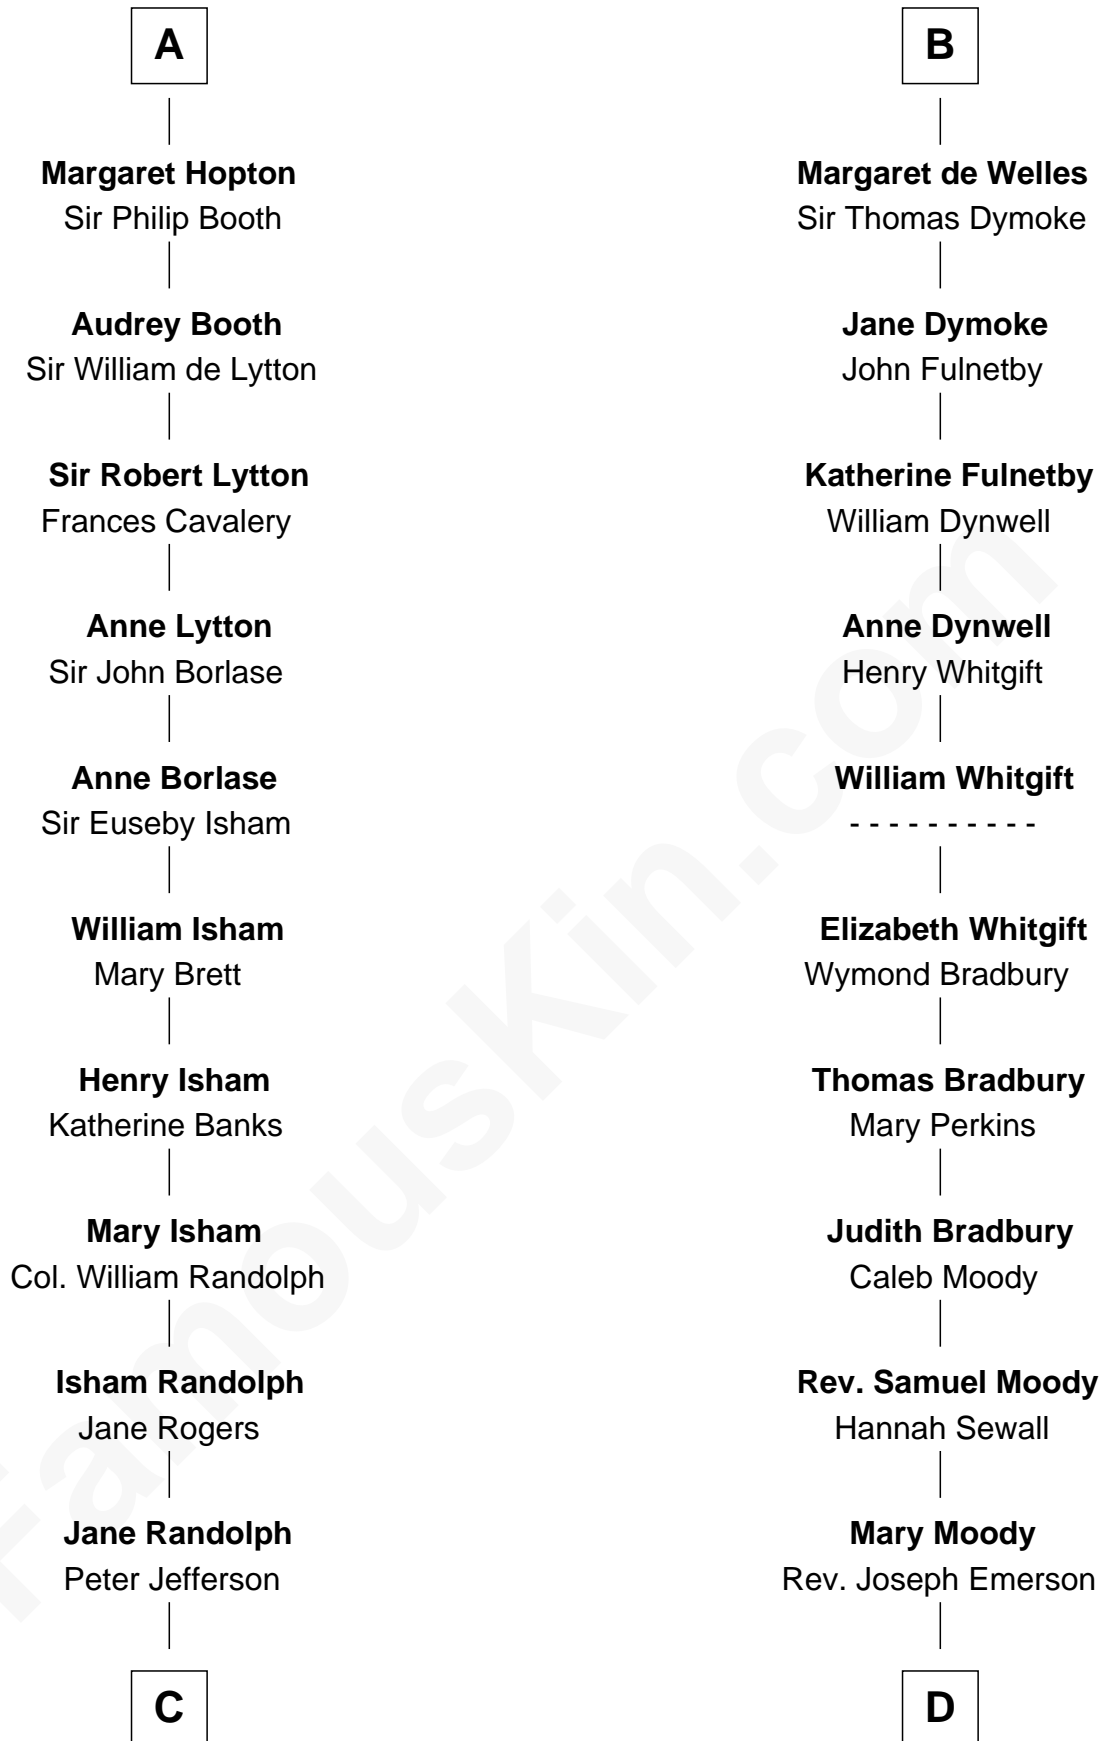 A
Margaret Hopton
Sir Philip Booth
Audrey Booth
Sir William de Lytton
Sir Robert Lytton
Frances Cavalery
Anne Lytton
Sir John Borlase
Anne Borlase
Sir Euseby Isham
William Isham
Mary Brett
Henry Isham
Katherine Banks
Mary Isham
Col. William Randolph
Isham Randolph
Jane Rogers
Jane Randolph
Peter Jefferson
C
B
Margaret de Welles
Sir Thomas Dymoke
Jane Dymoke
John Fulnetby
Katherine Fulnetby
William Dynwell
Anne Dynwell
Henry Whitgift
William Whitgift
- - - - - - - - - -
Elizabeth Whitgift
Wymond Bradbury
Thomas Bradbury
Mary Perkins
Judith Bradbury
Caleb Moody
Rev. Samuel Moody
Hannah Sewall
Mary Moody
Rev. Joseph Emerson
D
FamousKin.com